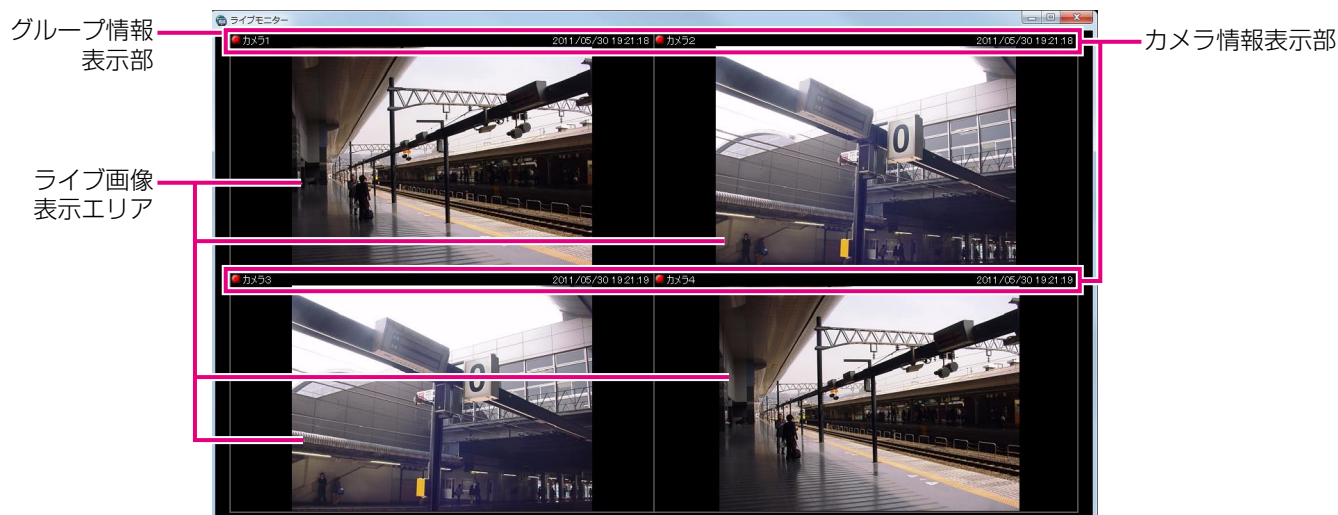 グループ情報
表示部
ライブモニター
カメラ1 2011/05/30 19:21:18 カメラ2 2011/05/30 19:21:18
カメラ情報表示部
0
ライブ画像
表示エリア
カメラ3 2011/05/30 19:21:19 カメラ4 2011/05/30 19:21:19
0